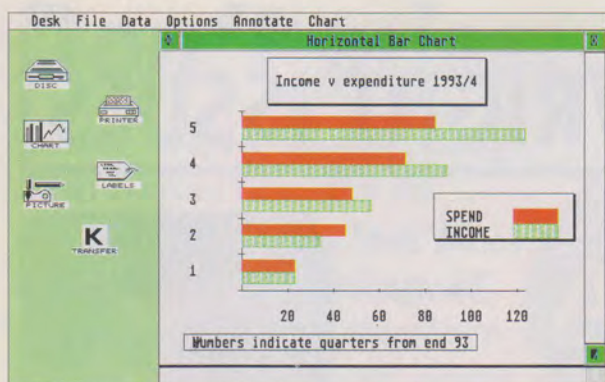 Desk File Data Options Annotate Chart
Horizontal Bar Chart
DISC
PRINTER
CHART
LABELS
PICTURE
K
TRANSFER
Income v expenditure 1993/4
5
4
3
2
1
SPEND
INCOME
20 40 60 80 100 120
Numbers indicate quarters from end 93